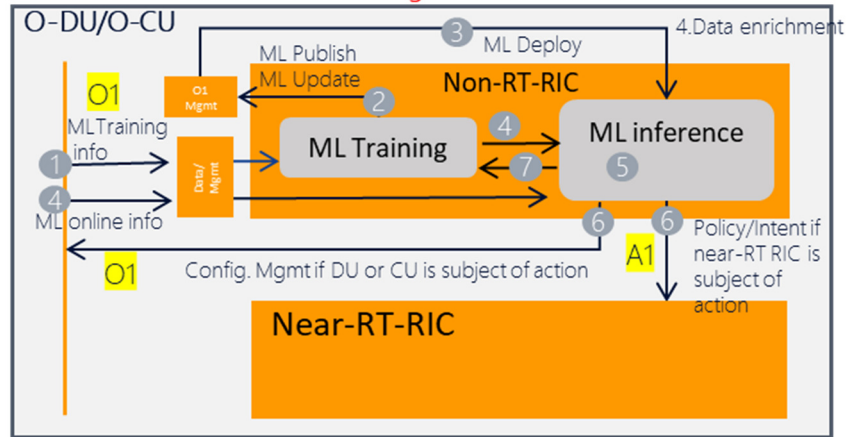 O-DU/O-CU
3
4.Data enrichment
ML Deploy
ML Publish
ML Update
Non-RT-RIC
O1
O1
Mgmt
2
MLTraining
info
ML Training
4
ML inference
1
7
5
Data/
Mgmt
4
ML online info
6
6
Policy/Intent if
near-RT RIC is
subject of
action
A1
O1
Config. Mgmt if DU or CU is subject of action
Near-RT-RIC